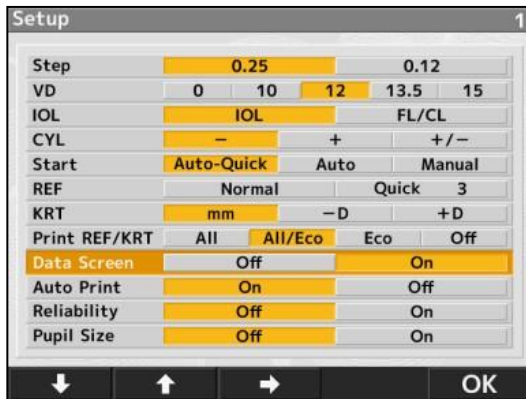 Setup 1
Step 0.25 0.12
VD 0 10 12 13.5 15
IOL IOL FL/CL
CYL − + +/−
Start Auto-Quick Auto Manual
REF Normal Quick 3
KRT mm −D +D
Print REF/KRT All All/Eco Eco Off
Data Screen Off On
Auto Print On Off
Reliability Off On
Pupil Size Off On
OK